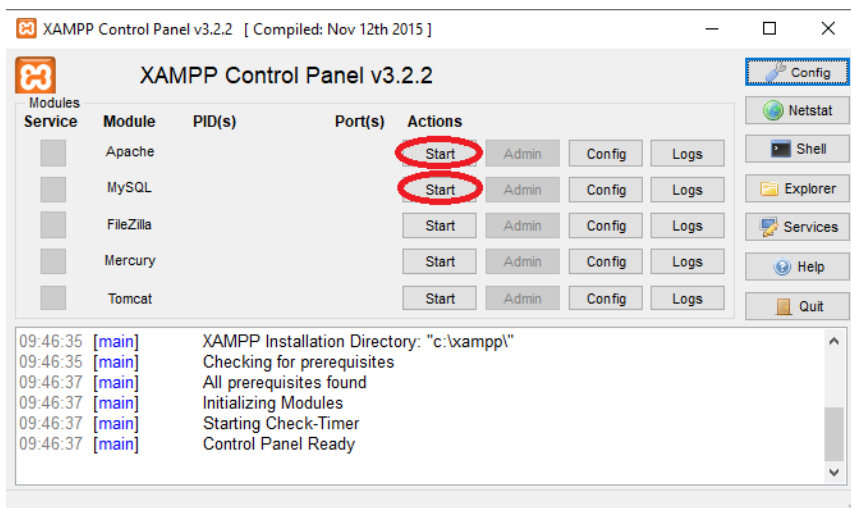 XAMPP Control Panel v3.2.2 [ Compiled: Nov 12th 2015 ]
XAMPP Control Panel v3.2.2
Config
Modules
Service Module PID(s) Port(s) Actions
Netstat
Apache Start Admin Config Logs
Shell
MySQL Start Admin Config Logs
Explorer
FileZilla Start Admin Config Logs
Services
Mercury Start Admin Config Logs
Help
Tomcat Start Admin Config Logs
Quit
09:46:35 [main] XAMPP Installation Directory: "c:\xampp\"
09:46:35 [main] Checking for prerequisites
09:46:37 [main] All prerequisites found
09:46:37 [main] Initializing Modules
09:46:37 [main] Starting Check-Timer
09:46:37 [main] Control Panel Ready